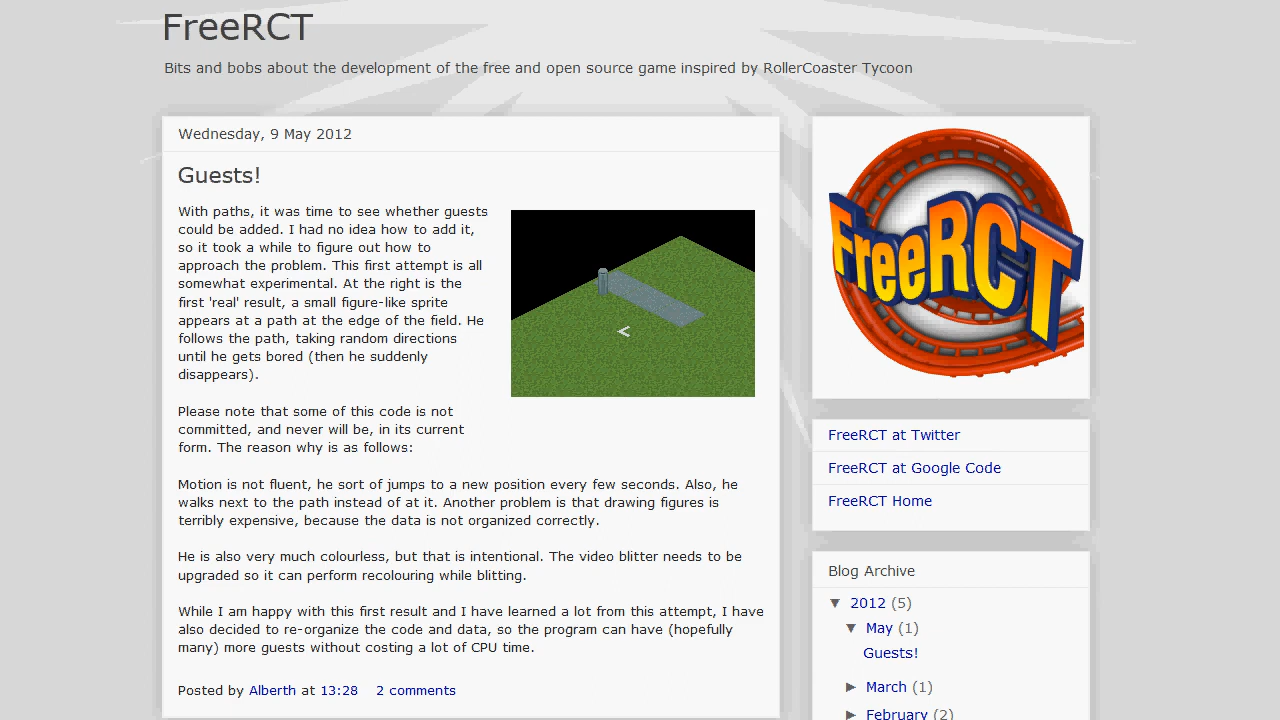 FreeRCT
Bits and bobs about the development of the free and open source game inspired by RollerCoaster Tycoon
Wednesday, 9 May 2012
Guests!
With paths, it was time to see whether guests
could be added. I had no idea how to add it,
so it took a while to figure out how to
approach the problem. This first attempt is all
somewhat experimental. At the right is the
first 'real' result, a small figure-like sprite
appears at a path at the edge of the field. He
follows the path, taking random directions
until he gets bored (then he suddenly
disappears).
Please note that some of this code is not
committed, and never will be, in its current
form. The reason why is as follows:
Motion is not fluent, he sort of jumps to a new position every few seconds. Also, he
walks next to the path instead of at it. Another problem is that drawing figures is
terribly expensive, because the data is not organized correctly.
He is also very much colourless, but that is intentional. The video blitter needs to be
upgraded so it can perform recolouring while blitting.
While I am happy with this first result and I have learned a lot from this attempt, I have
also decided to re-organize the code and data, so the program can have (hopefully
many) more guests without costing a lot of CPU time.
Posted by Alberth at 13:28 2 comments
FreeRCT
FreeRCT at Twitter
FreeRCT at Google Code
FreeRCT Home
Blog Archive
▼ 2012 (5)
▼ May (1)
Guests!
► March (1)
► February (2)